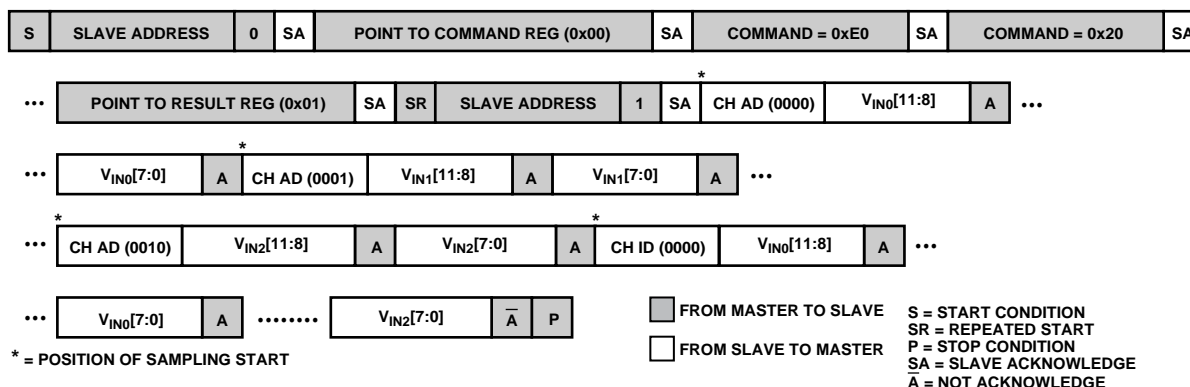 S SLAVE ADDRESS 0 SA POINT TO COMMAND REG (0x00) SA COMMAND = 0xE0 SA COMMAND = 0x20 SA
*
••• POINT TO RESULT REG (0x01) SA SR SLAVE ADDRESS 1 SA CH AD (0000) VIN0[11:8] A •••
*
••• VIN0[7:0] A CH AD (0001) VIN1[11:8] A VIN1[7:0] A •••
* *
••• CH AD (0010) VIN2[11:8] A VIN2[7:0] A CH ID (0000) VIN0[11:8] A •••
••• VIN0[7:0] A •••••••• VIN2[7:0] A̅ P
* = POSITION OF SAMPLING START
FROM MASTER TO SLAVE
FROM SLAVE TO MASTER
S = START CONDITION
SR = REPEATED START
P = STOP CONDITION
SA = SLAVE ACKNOWLEDGE
A̅ = NOT ACKNOWLEDGE